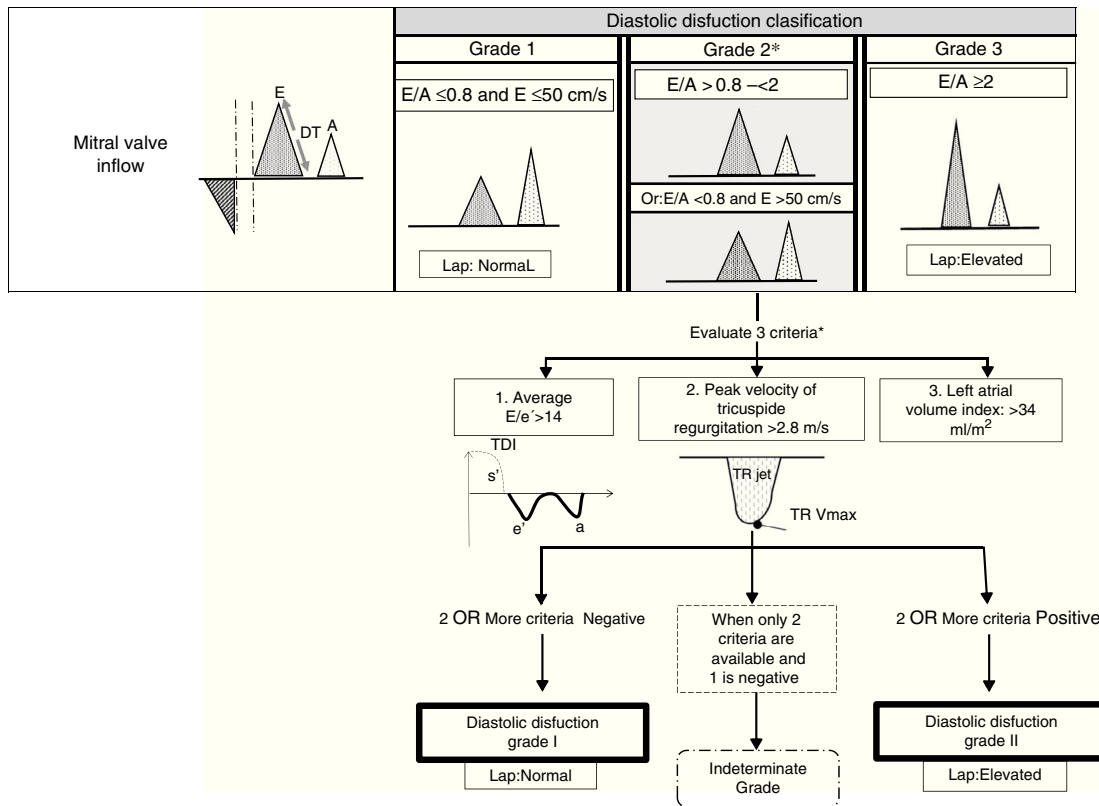 Diastolic disfuction clasification
Grade 1
Grade 2*
Grade 3
Mitral valve
inflow
E
DT
A
E/A ≤0.8 and E ≤50 cm/s
Lap: NormaL
E/A >0.8 –<2
Or:E/A <0.8 and E >50 cm/s
E/A ≥2
Lap:Elevated
Evaluate 3 criteria*
1. Average
E/e´>14
2. Peak velocity of
tricuspide
regurgitation >2.8 m/s
3. Left atrial
volume index: >34
ml/m²
TDI
s'
e'
a
TR jet
TR Vmax
2 OR More criteria Negative
When only 2
criteria are
available and
1 is negative
2 OR More criteria Positive
Diastolic disfuction
grade I
Lap:Normal
Indeterminate
Grade
Diastolic disfuction
grade II
Lap:Elevated